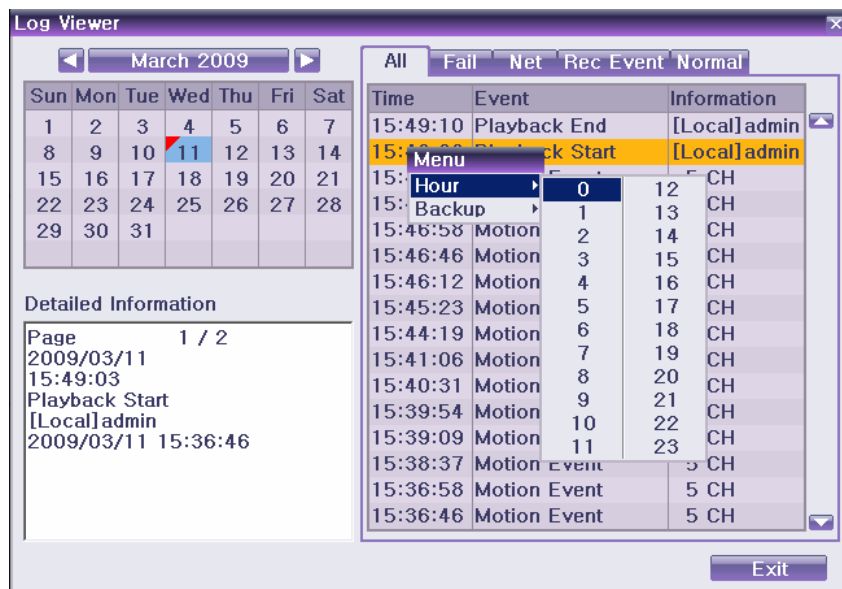 Log Viewer
March 2009
Sun Mon Tue Wed Thu Fri Sat
1 2 3 4 5 6 7
8 9 10 11 12 13 14
15 16 17 18 19 20 21
22 23 24 25 26 27 28
29 30 31
Detailed Information
Page 1 / 2
2009/03/11
15:49:03
Playback Start
[Local]admin
2009/03/11 15:36:46
All Fail Net Rec Event Normal
Time Event Information
15:49:10 Playback End [Local]admin
Start [Local]admin
CH
CH
15:46:58 Motion CH
15:46:46 Motion CH
15:46:12 Motion CH
15:45:23 Motion CH
15:44:19 Motion CH
15:41:06 Motion CH
15:40:31 Motion CH
15:39:54 Motion CH
15:39:09 Motion CH
15:38:37 Motion Event 5 CH
15:36:58 Motion Event 5 CH
15:36:46 Motion Event 5 CH
Menu
Hour
Backup
0 12
1 13
2 14
3 15
4 16
5 17
6 18
7 19
8 20
9 21
10 22
11 23
Exit